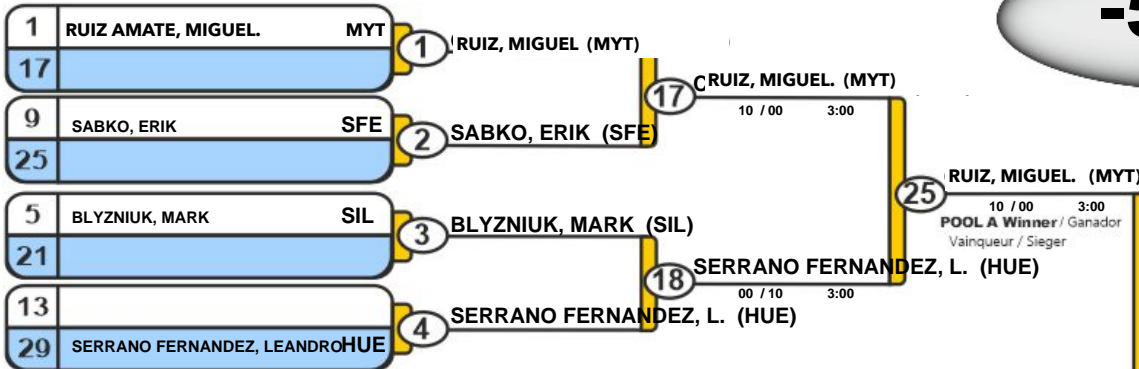 1 RUIZ AMATE, MIGUEL. MYT
17
1
RUIZ, MIGUEL (MYT)
9 SABKO, ERIK SFE
25
2
SABKO, ERIK (SFE)
17
RUIZ, MIGUEL. (MYT)
10 / 00 3:00
5 BLYZNIUK, MARK SIL
21
3
BLYZNIUK, MARK (SIL)
13
29 SERRANO FERNANDEZ, LEANDRO HUE
4
SERRANO FERNANDEZ, L. (HUE)
18
SERRANO FERNANDEZ, L. (HUE)
00 / 10 3:00
25
RUIZ, MIGUEL. (MYT)
10 / 00 3:00
POOL A Winner / Ganador
Vainqueur / Sieger